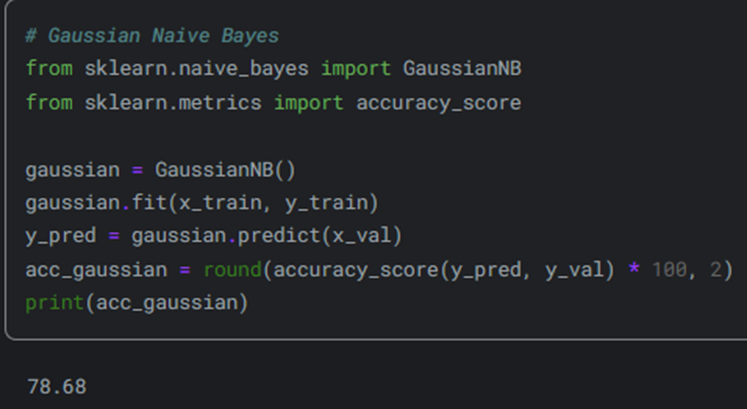 # Gaussian Naive Bayes
from sklearn.naive_bayes import GaussianNB
from sklearn.metrics import accuracy_score
gaussian = GaussianNB()
gaussian.fit(x_train, y_train)
y_pred = gaussian.predict(x_val)
acc_gaussian = round(accuracy_score(y_pred, y_val) * 100, 2)
print(acc_gaussian)
78.68